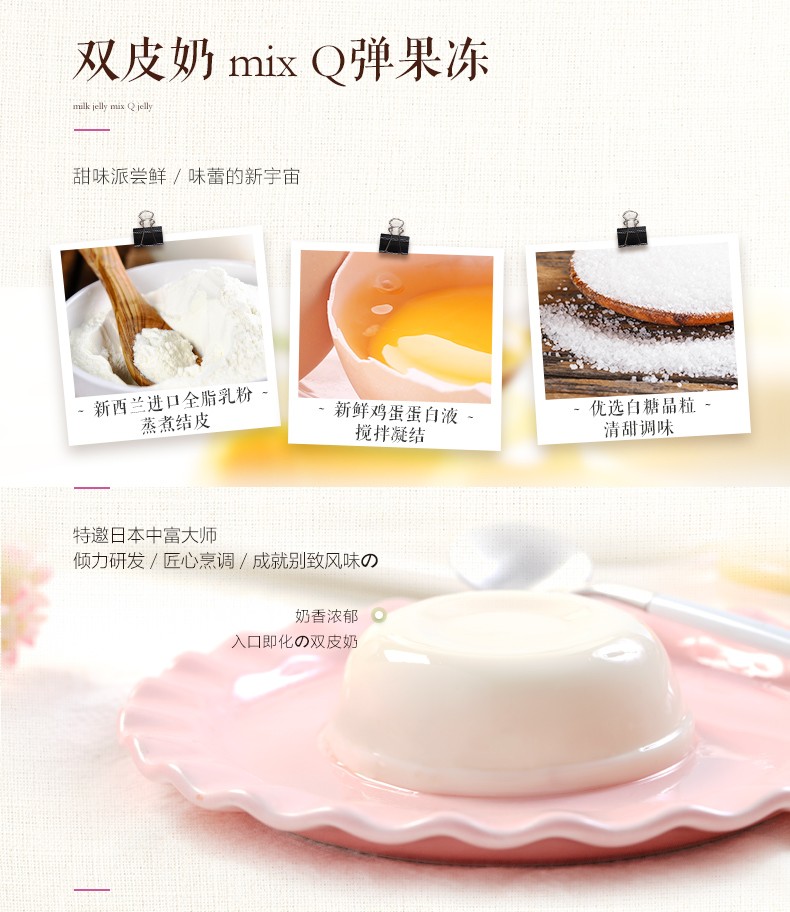 双皮奶 mix Q弹果冻
milk jelly mix Q jelly
甜味派尝鲜 / 味蕾的新宇宙
~ 新西兰进口全脂乳粉 ~
蒸煮结皮
~ 新鲜鸡蛋蛋白液 ~
搅拌凝结
~ 优选白糖晶粒 ~
清甜调味
特邀日本中富大师
倾力研发 / 匠心烹调 / 成就别致风味の
奶香浓郁
入口即化の双皮奶